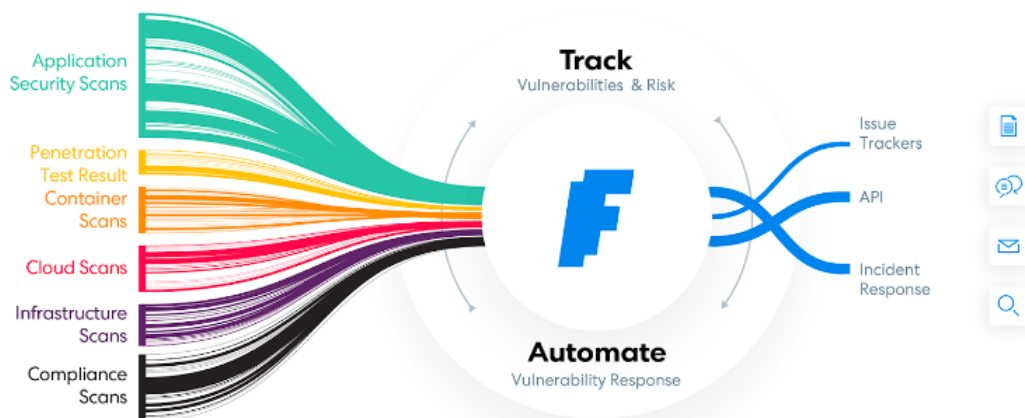 Application
Security Scans
Penetration
Test Result
Container
Scans
Cloud Scans
Infrastructure
Scans
Compliance
Scans
Track
Vulnerabilities & Risk
Automate
Vulnerability Response
Issue
Trackers
API
Incident
Response